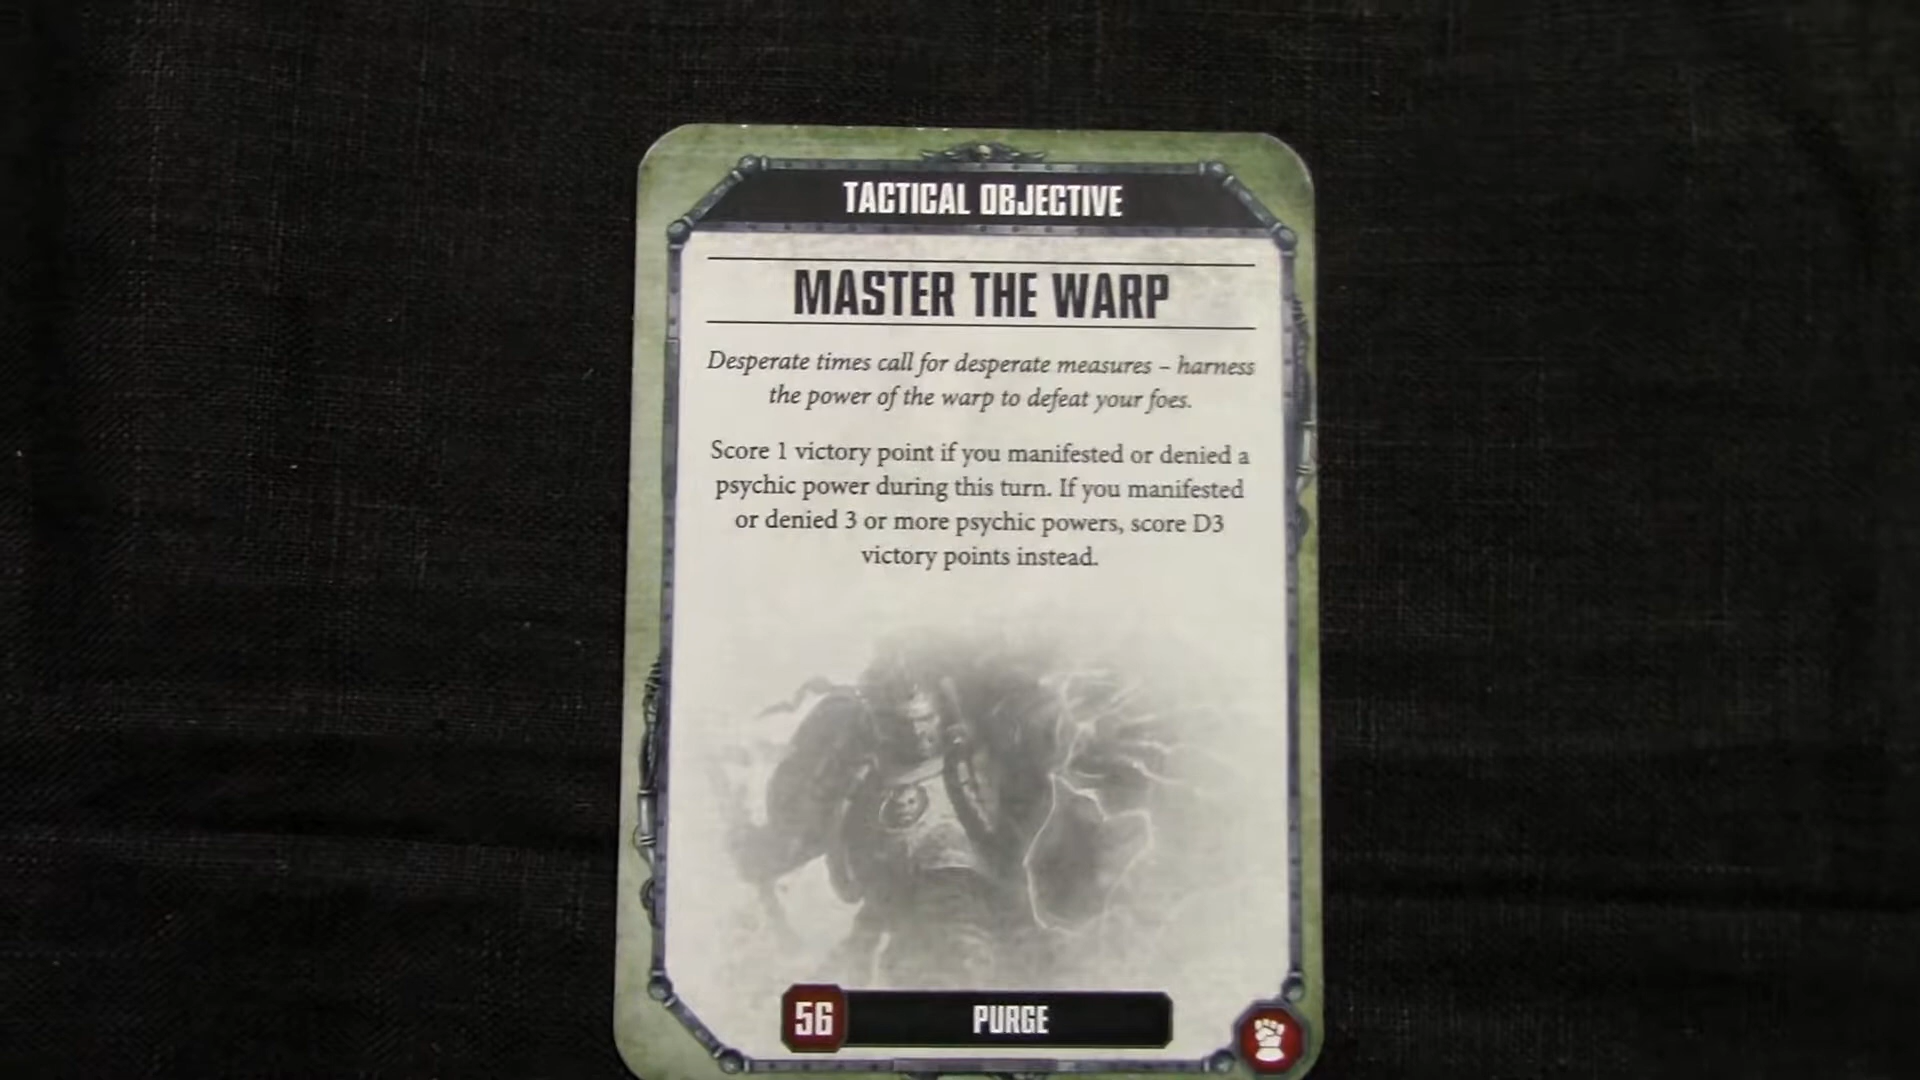 TACTICAL OBJECTIVE
MASTER THE WARP
Desperate times call for desperate measures – harness
the power of the warp to defeat your foes.
Score 1 victory point if you manifested or denied a
psychic power during this turn. If you manifested
or denied 3 or more psychic powers, score D3
victory points instead.
56 PURGE